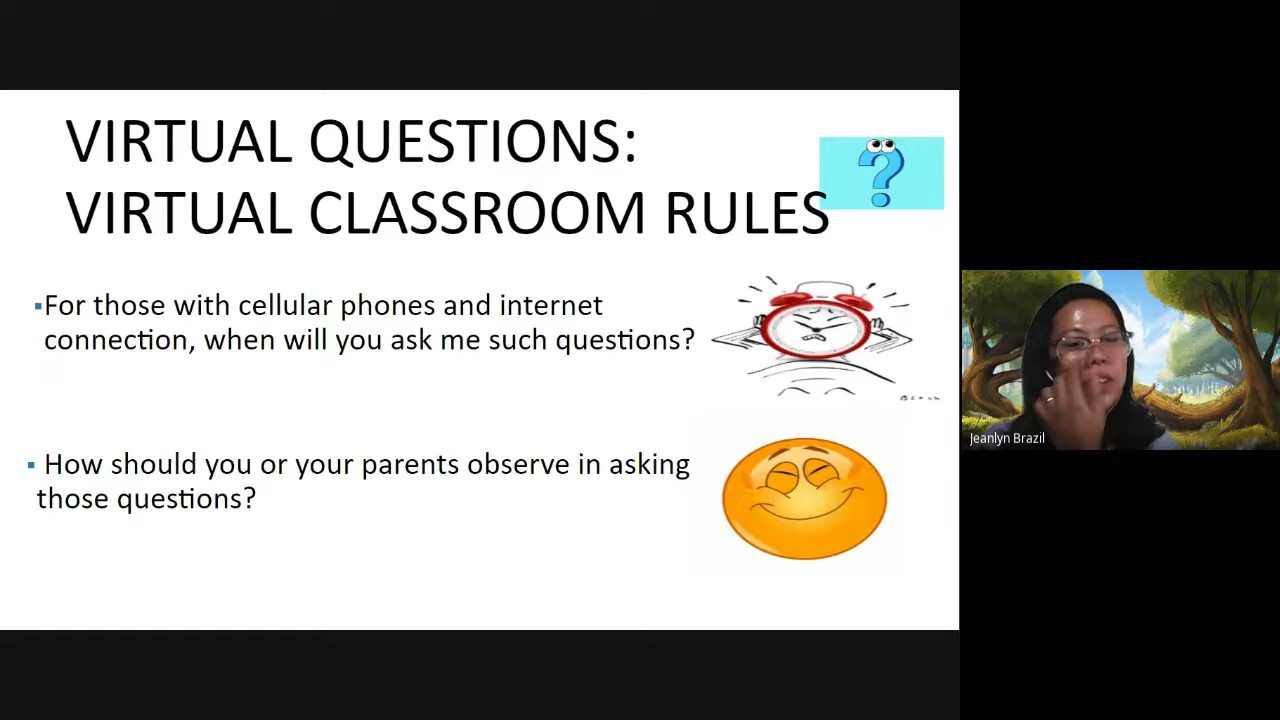 VIRTUAL QUESTIONS:
VIRTUAL CLASSROOM RULES
▪For those with cellular phones and internet
connection, when will you ask me such questions?
▪ How should you or your parents observe in asking
those questions?
Jeanlyn Brazil